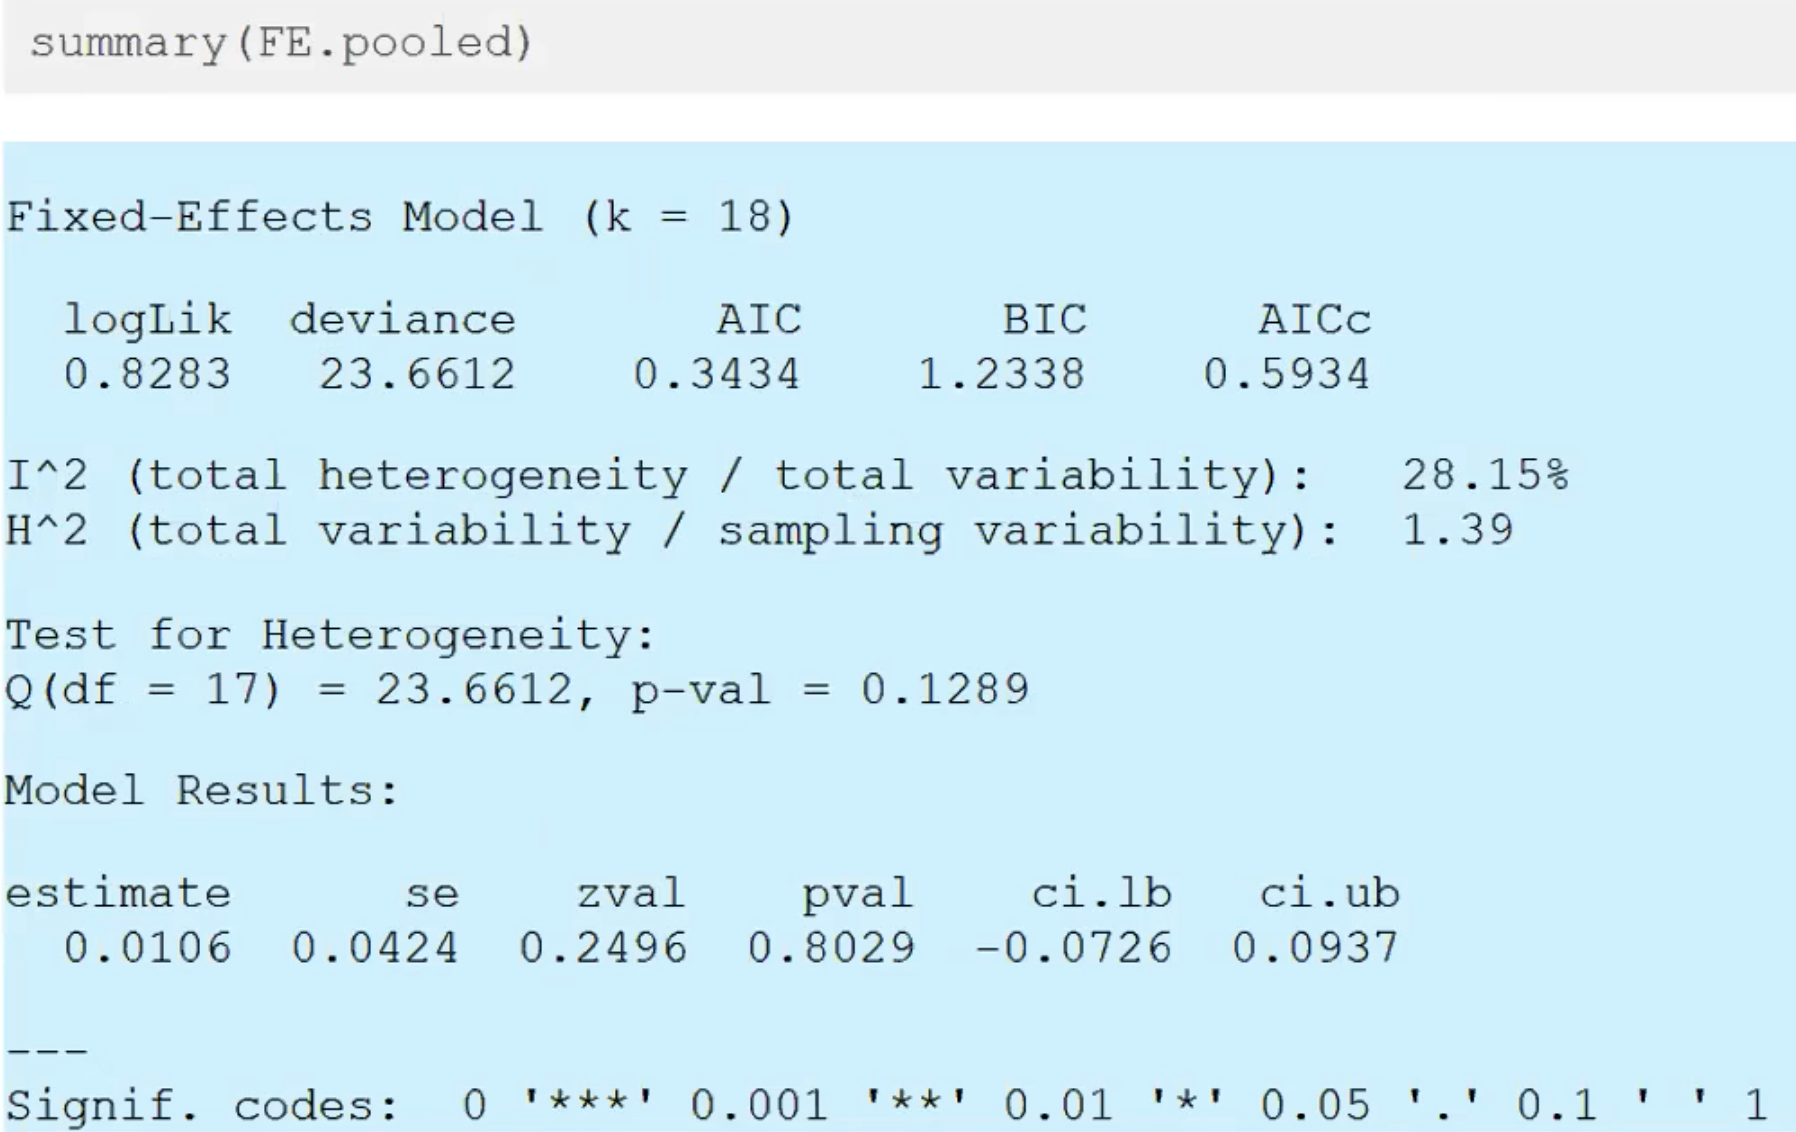 summary(FE.pooled)
Fixed-Effects Model (k = 18)
logLik deviance AIC BIC AICc
0.8283 23.6612 0.3434 1.2338 0.5934
I^2 (total heterogeneity / total variability): 28.15%
H^2 (total variability / sampling variability): 1.39
Test for Heterogeneity:
Q(df = 17) = 23.6612, p-val = 0.1289
Model Results:
estimate se zval pval ci.lb ci.ub
0.0106 0.0424 0.2496 0.8029 -0.0726 0.0937
---
Signif. codes: 0 '***' 0.001 '**' 0.01 '*' 0.05 '.' 0.1 ' ' 1